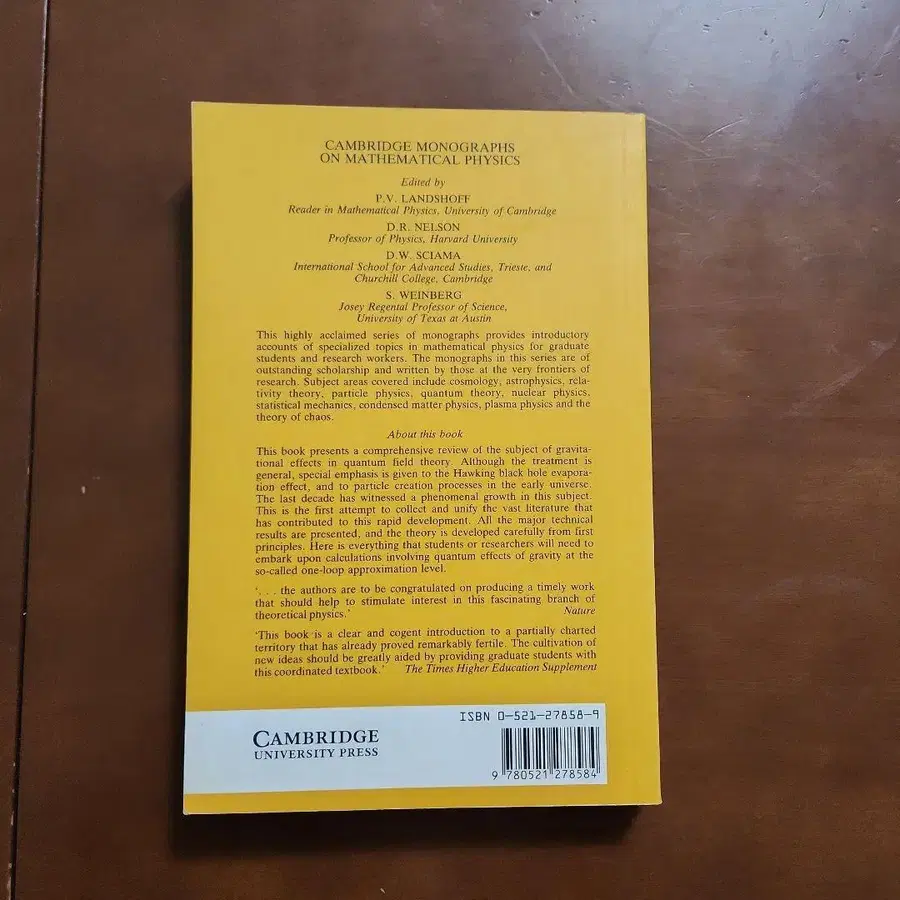 CAMBRIDGE MONOGRAPHS
ON MATHEMATICAL PHYSICS
Edited by
P.V. LANDSHOFF
Reader in Mathematical Physics, University of Cambridge
D.R. NELSON
Professor of Physics, Harvard University
D.W. SCIAMA
International School for Advanced Studies, Trieste, and
Churchill College, Cambridge
S. WEINBERG
Josey Regental Professor of Science,
University of Texas at Austin
This highly acclaimed series of monographs provides introductory
accounts of specialized topics in mathematical physics for graduate
students and research workers. The monographs in this series are of
outstanding scholarship and written by those at the very frontiers of
research. Subject areas covered include cosmology, astrophysics, rela-
tivity theory, particle physics, quantum theory, nuclear physics,
statistical mechanics, condensed matter physics, plasma physics and the
theory of chaos.
About this book
This book presents a comprehensive review of the subject of gravita-
tional effects in quantum field theory. Although the treatment is
general, special emphasis is given to the Hawking black hole evapora-
tion effect, and to particle creation processes in the early universe.
The last decade has witnessed a phenomenal growth in this subject.
This is the first attempt to collect and unify the vast literature that
has contributed to this rapid development. All the major technical
results are presented, and the theory is developed carefully from first
principles. Here is everything that students or researchers will need to
embark upon calculations involving quantum effects of gravity at the
so-called one-loop approximation level.
'. . . the authors are to be congratulated on producing a timely work
that should help to stimulate interest in this fascinating branch of
theoretical physics.' Nature
'This book is a clear and cogent introduction to a partially charted
territory that has already proved remarkably fertile. The cultivation of
new ideas should be greatly aided by providing graduate students with
this coordinated textbook.' The Times Higher Education Supplement
ISBN 0-521-27858-9
CAMBRIDGE
UNIVERSITY PRESS
9 780521 278584